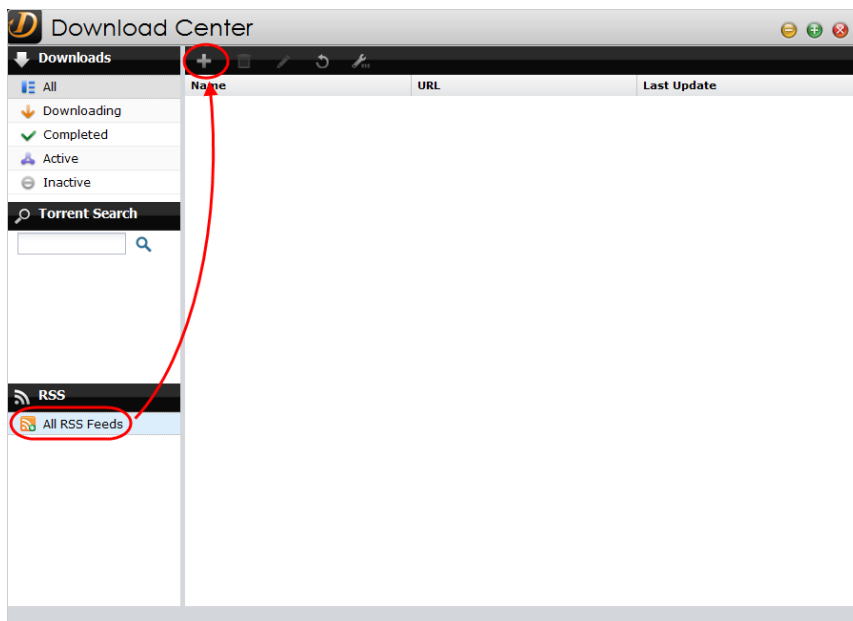 Download Center
Downloads
All
Downloading
Completed
Active
Inactive
Torrent Search
RSS
All RSS Feeds
Name URL Last Update